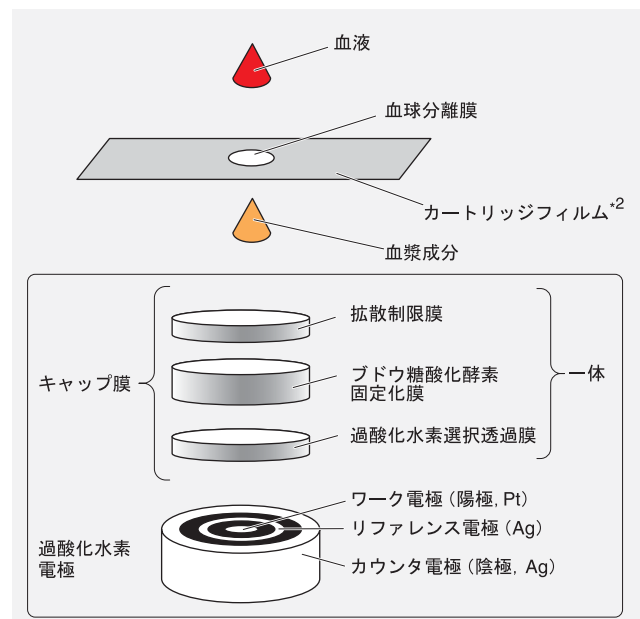 血液
血球分離膜
カートリッジフィルム*2
血漿成分
拡散制限膜
キャップ膜
ブドウ糖酸化酵素
固定化膜
一体
過酸化水素選択透過膜
ワーク電極(陽極, Pt)
リファレンス電極(Ag)
過酸化水素
電極
カウンタ電極(陰極, Ag)